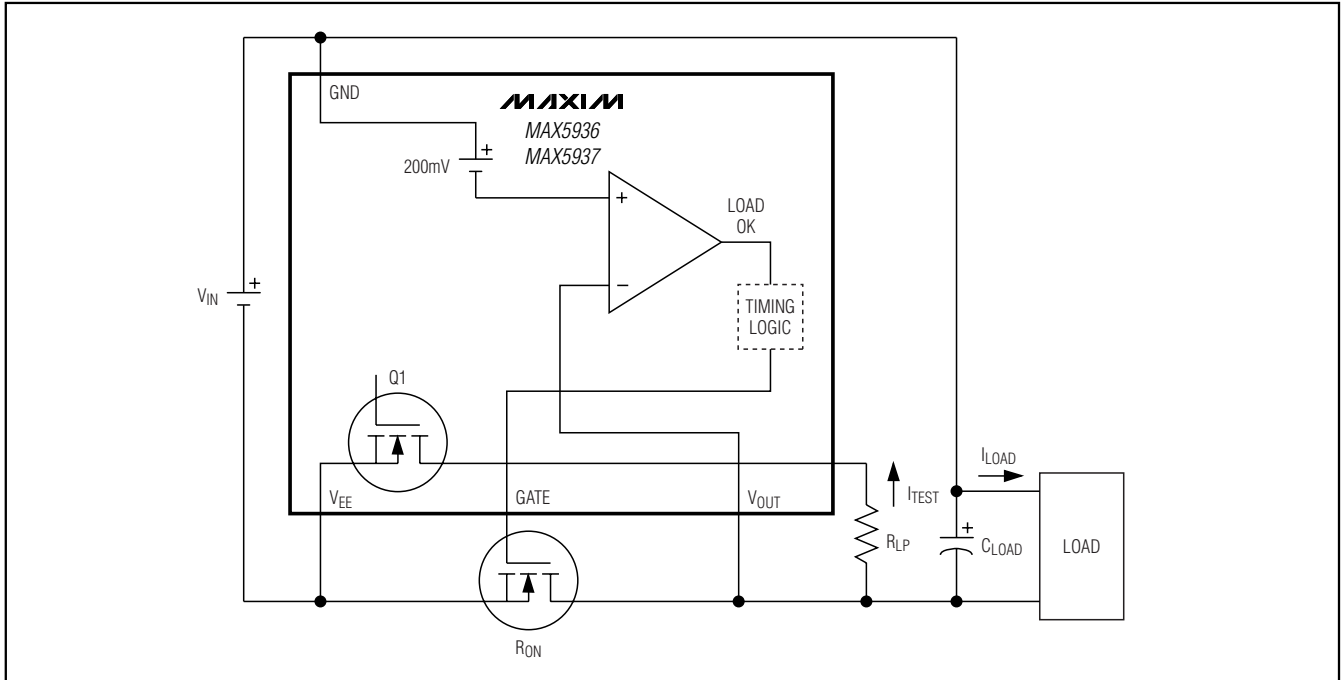 GND
MAXIM
MAX5936
MAX5937
200mV
+
+
LOAD
OK
−
TIMING
LOGIC
VIN
+
Q1
VEE
GATE
VOUT
ITEST
ILOAD
RLP
+
CLOAD
LOAD
RON